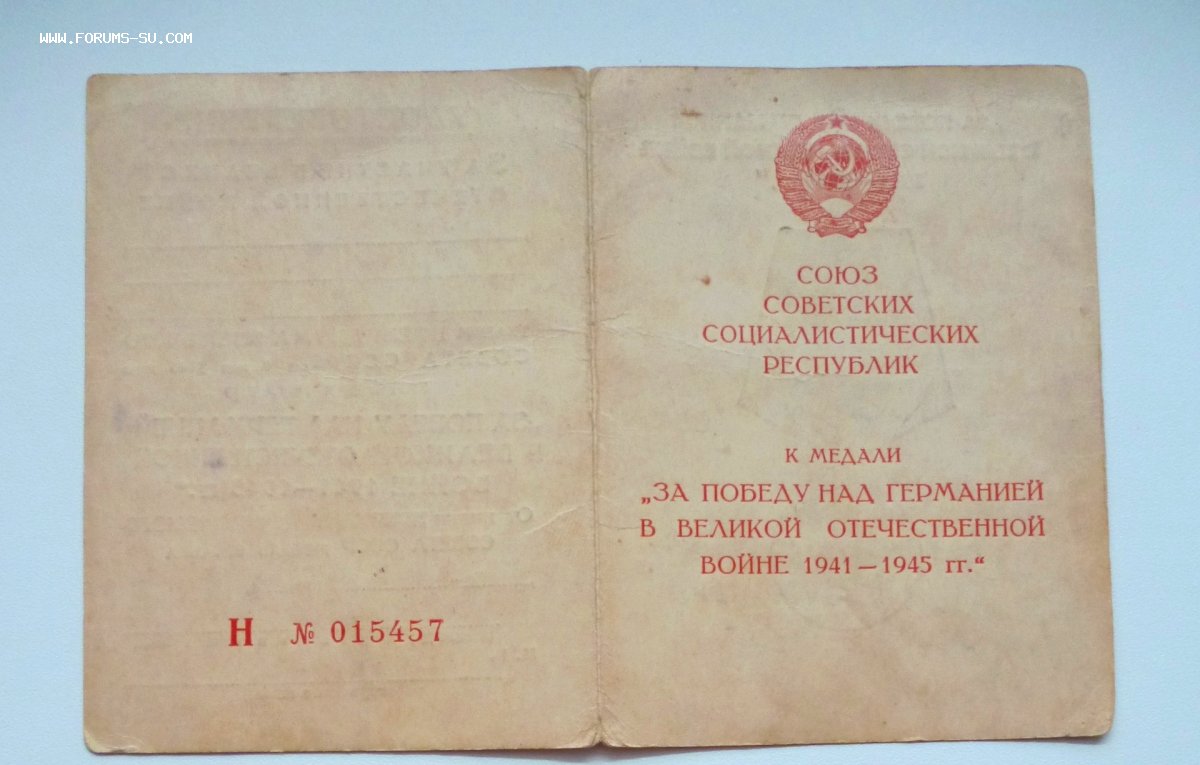 WWW.FORUMS-SU.COM
СОЮЗ
СОВЕТСКИХ
СОЦИАЛИСТИЧЕСКИХ
РЕСПУБЛИК
К МЕДАЛИ
„ЗА ПОБЕДУ НАД ГЕРМАНИЕЙ
В ВЕЛИКОЙ ОТЕЧЕСТВЕННОЙ
ВОЙНЕ 1941—1945 гг.“
Н № 015457